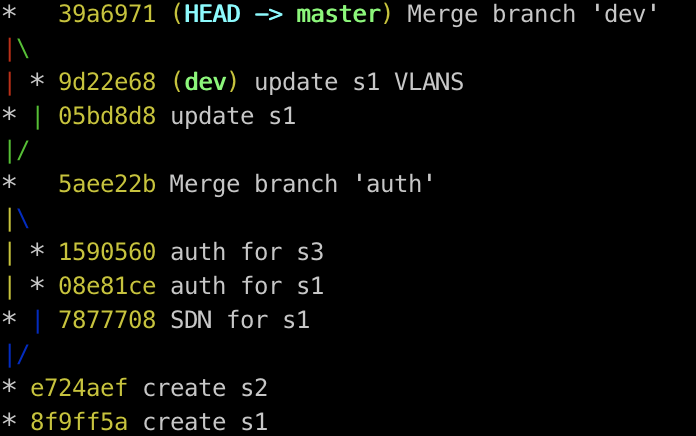 *   39a6971 (HEAD -> master) Merge branch 'dev'
|\
| * 9d22e68 (dev) update s1 VLANS
* | 05bd8d8 update s1
|/
*   5aee22b Merge branch 'auth'
|\
| * 1590560 auth for s3
| * 08e81ce auth for s1
* | 7877708 SDN for s1
|/
* e724aef create s2
* 8f9ff5a create s1